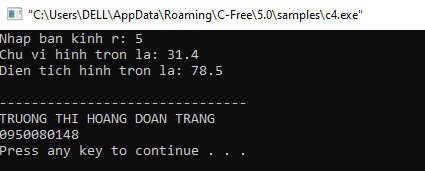 "C:\Users\DELL\AppData\Roaming\C-Free\5.0\samples\c4.exe"
Nhap ban kinh r: 5
Chu vi hinh tron la: 31.4
Dien tich hinh tron la: 78.5
-------------------------------
TRUONG THI HOANG DOAN TRANG
0950080148
Press any key to continue . . .